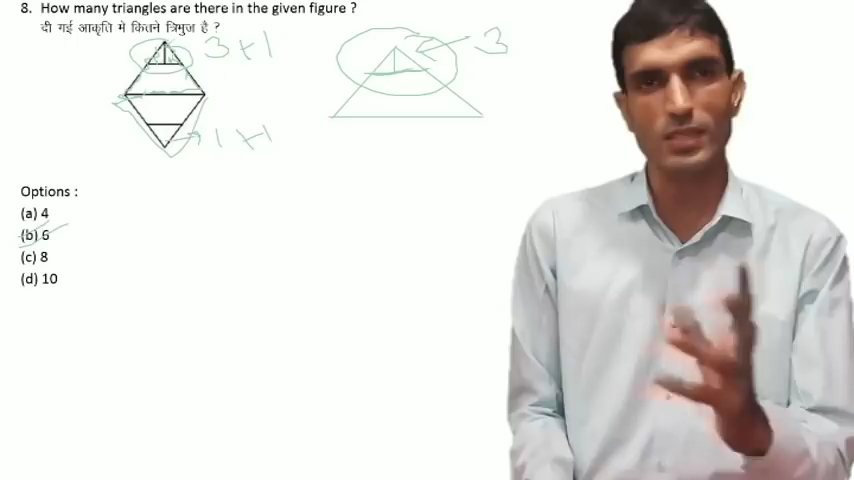 8. How many triangles are there in the given figure ?
दी गई आकृति मे कितने त्रिभुज है ?
3+1
3
1+1
Options :
(a) 4
(b) 6
(c) 8
(d) 10